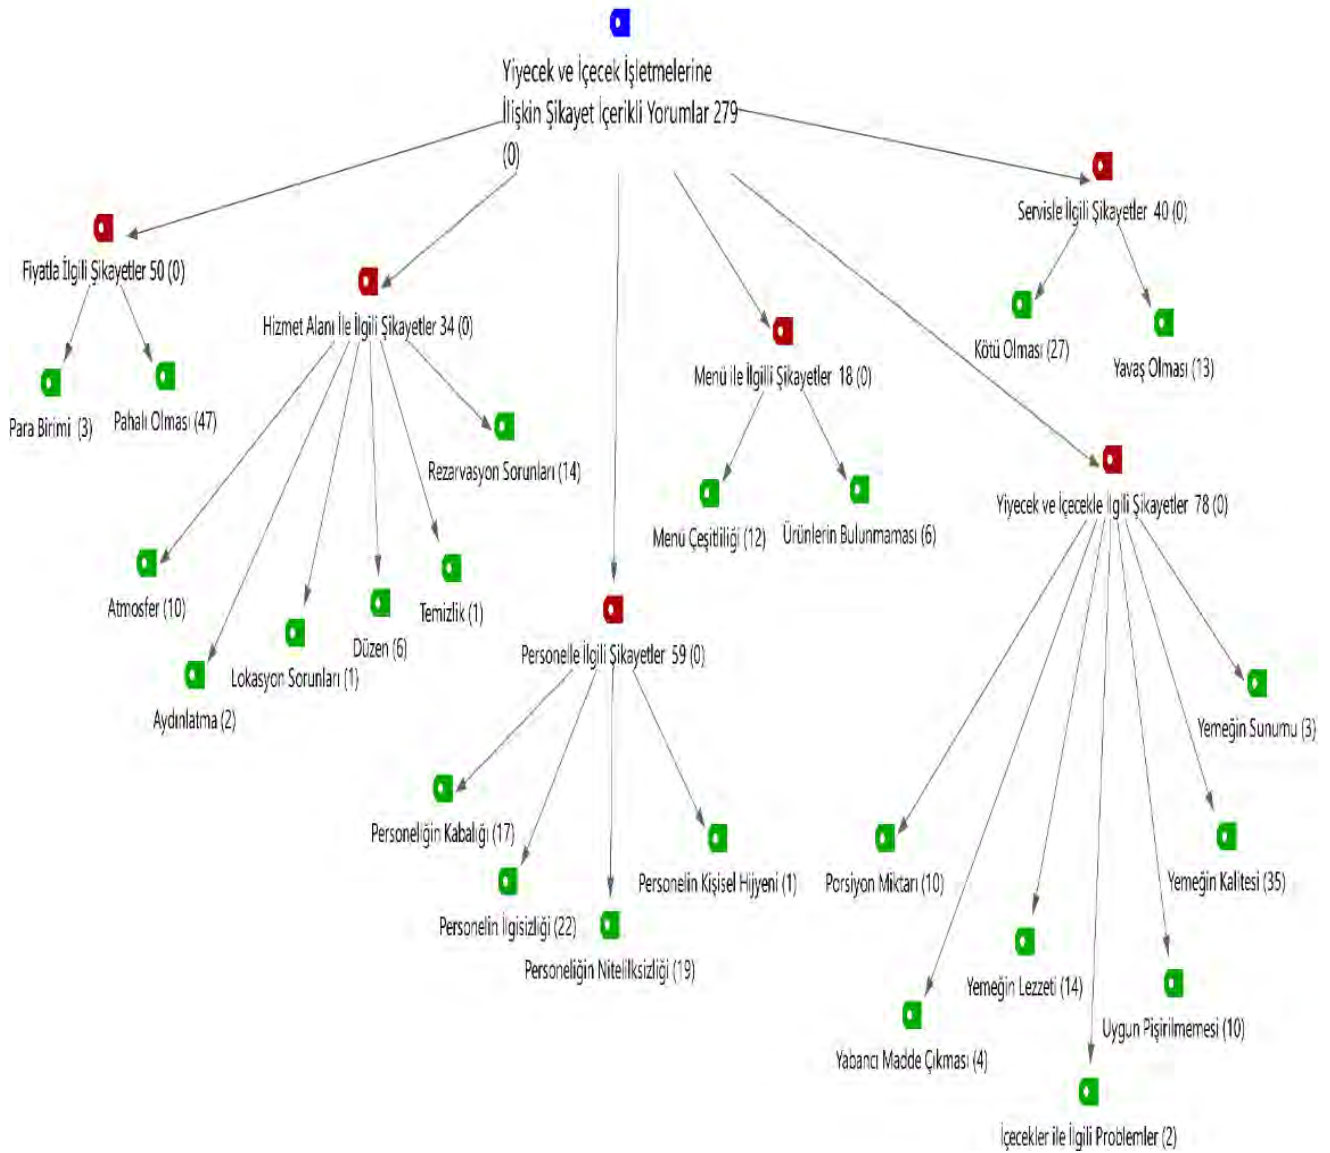 Yiyecek ve İçecek İşletmelerine
İlişkin Şikayet İçerikli Yorumlar 279
(0)
Servisle İlgili Şikayetler 40 (0)
Fiyatla İlgili Şikayetler 50 (0)
Hizmet Alanı İle İlgili Şikayetler 34 (0)
Kötü Olması (27)
Yavaş Olması (13)
Menü ile İlgilli Şikayetler 18 (0)
Para Birimi (3)
Pahalı Olması (47)
Rezarvasyon Sorunları (14)
Yiyecek ve İçecekle İlgili Şikayetler 78 (0)
Menü Çeşitliliği (12)
Ürünlerin Bulunmaması (6)
Atmosfer (10)
Temizlik (1)
Düzen (6)
Lokasyon Sorunları (1)
Aydınlatma (2)
Personelle İlgili Şikayetler 59 (0)
Yemeğin Sunumu (3)
Personeliğin Kabalığı (17)
Personelin Kişisel Hijyeni (1)
Porsiyon Miktarı (10)
Yemeğin Kalitesi (35)
Personelin İlgisizliği (22)
Personeliğin Nitelilksizliği (19)
Yemeğin Lezzeti (14)
Uygun Pişirilmemesi (10)
Yabancı Madde Çıkması (4)
İçecekler ile İlgili Problemler (2)